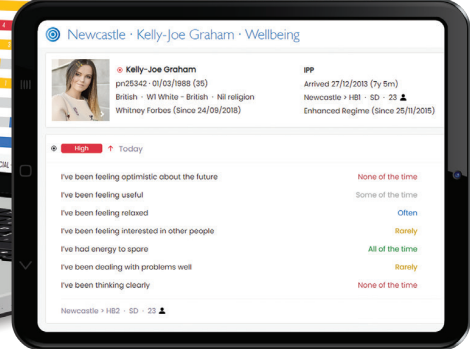 Newcastle · Kelly-Joe Graham · Wellbeing
Kelly-Joe Graham
pn25342 · 01/03/1988 (35)
British · W1 White - British · Nil religion
Whitney Forbes (Since 24/09/2018)
IPP
Arrived 27/12/2013 (7y 5m)
Newcastle > HB1 · SD · 23
Enhanced Regime (Since 25/11/2015)
High ↑ Today
I've been feeling optimistic about the future None of the time
I've been feeling useful Some of the time
I've been feeling relaxed Often
I've been feeling interested in other people Rarely
I've had energy to spare All of the time
I've been dealing with problems well Rarely
I've been thinking clearly None of the time
Newcastle > HB2 · SD · 23